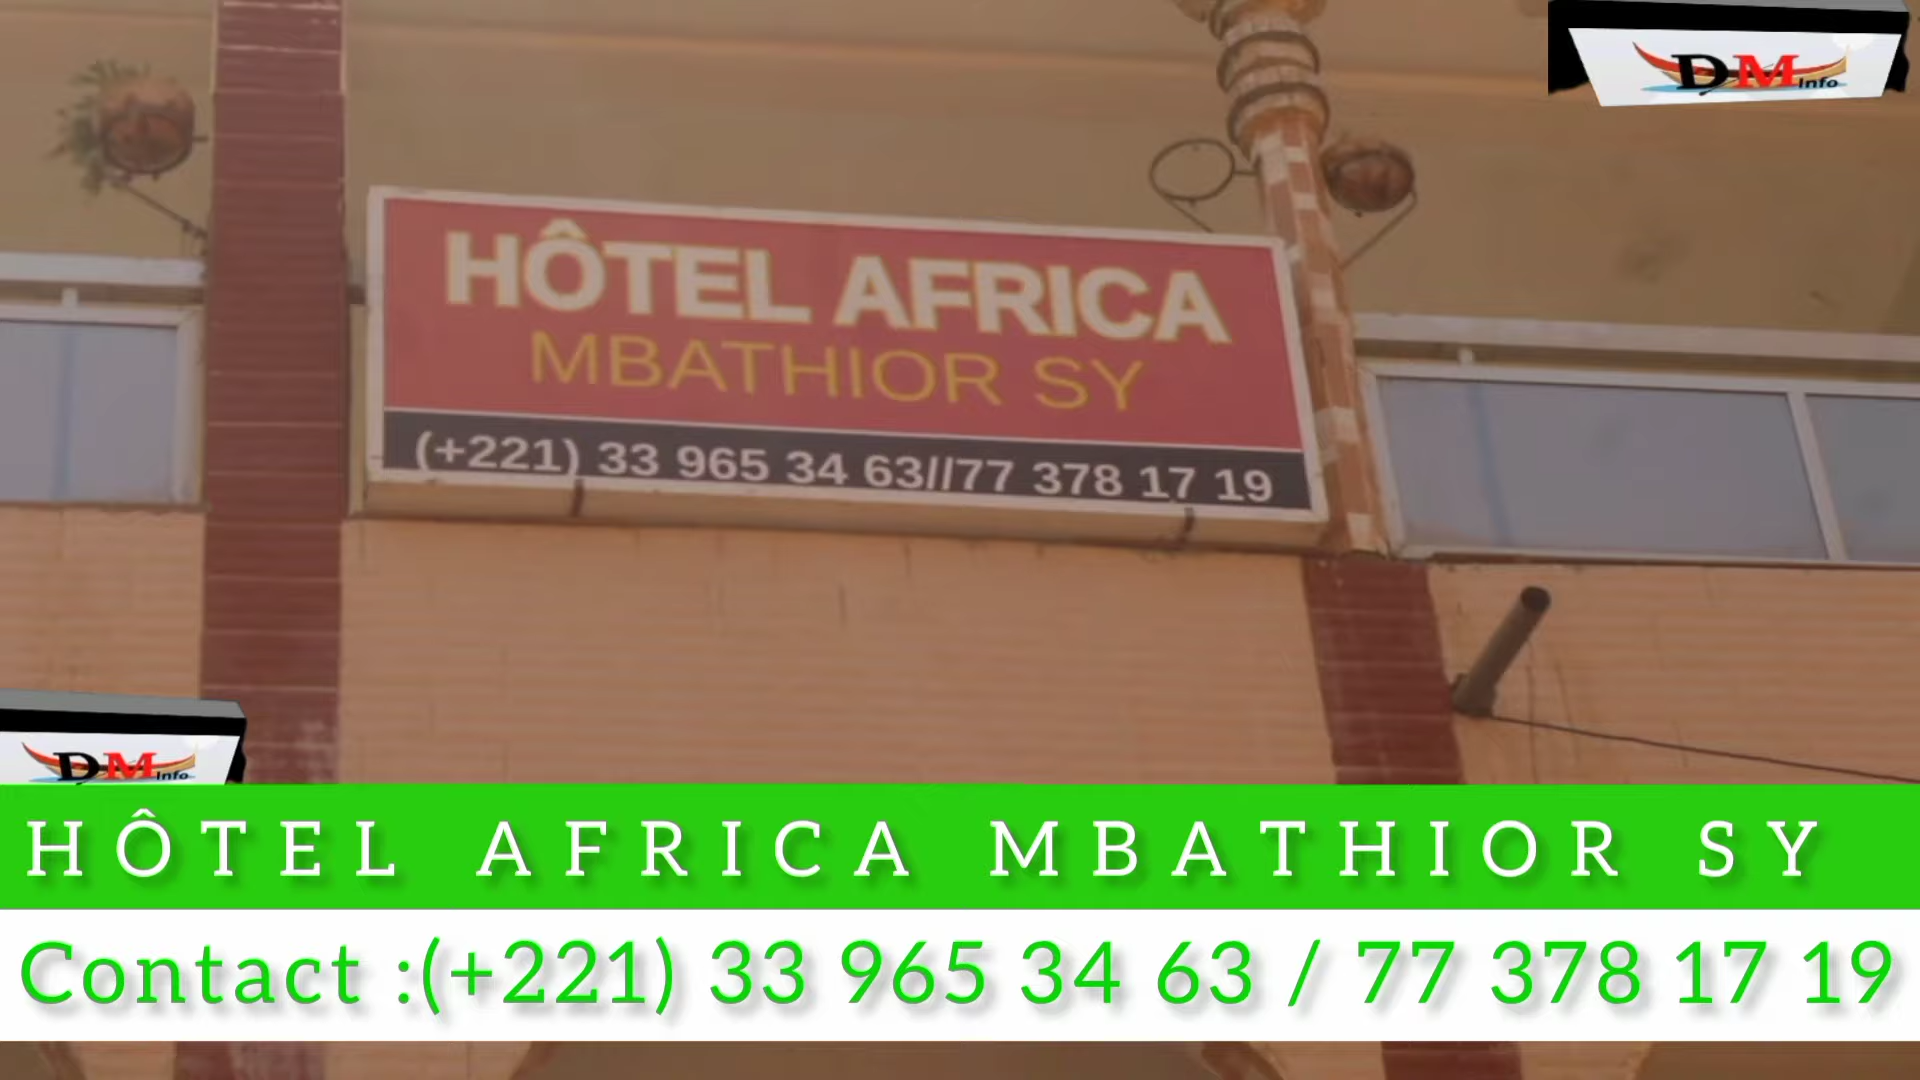 DM Info
HÔTEL AFRICA
MBATHIOR SY
(+221) 33 965 34 63//77 378 17 19
DM Info
HÔTEL AFRICA MBATHIOR SY
Contact :(+221) 33 965 34 63 / 77 378 17 19